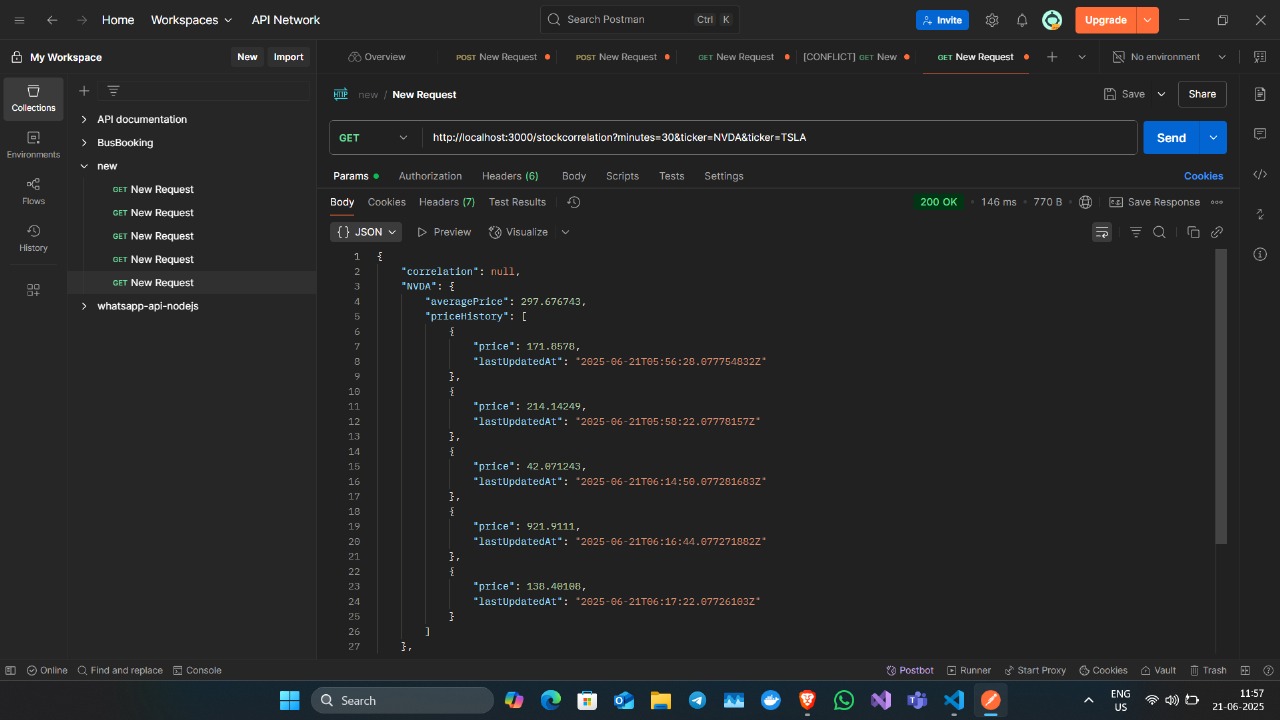 Home Workspaces API Network Search Postman Ctrl K Invite Upgrade
My Workspace New Import Overview POST New Request POST New Request GET New Request [CONFLICT] GET New GET New Request No environment
Collections
Environments
Flows
History
API documentation
BusBooking
new
GET New Request
GET New Request
GET New Request
GET New Request
GET New Request
whatsapp-api-nodejs
HTTP new / New Request Save Share
GET http://localhost:3000/stockcorrelation?minutes=30&ticker=NVDA&ticker=TSLA Send
Params Authorization Headers (6) Body Scripts Tests Settings Cookies
Body Cookies Headers (7) Test Results 200 OK • 146 ms • 770 B • Save Response
{} JSON Preview Visualize
1 {
2 "correlation": null,
3 "NVDA": {
4 "averagePrice": 297.676743,
5 "priceHistory": [
6 {
7 "price": 171.8578,
8 "lastUpdatedAt": "2025-06-21T05:56:28.077754832Z"
9 },
10 {
11 "price": 214.14249,
12 "lastUpdatedAt": "2025-06-21T05:58:22.07778157Z"
13 },
14 {
15 "price": 42.071243,
16 "lastUpdatedAt": "2025-06-21T06:14:50.077281683Z"
17 },
18 {
19 "price": 921.9111,
20 "lastUpdatedAt": "2025-06-21T06:16:44.077271882Z"
21 },
22 {
23 "price": 138.40108,
24 "lastUpdatedAt": "2025-06-21T06:17:22.07726103Z"
25 }
26 ]
27 },
Online Find and replace Console Postbot Runner Start Proxy Cookies Vault Trash
Search ENG US 11:57 21-06-2025